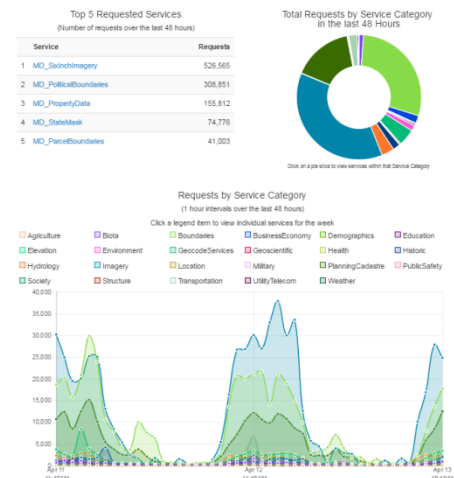 Top 5 Requested Services
(Number of requests over the last 48 hours)
Service Requests
1 MD_SixInchImagery 526,565
2 MD_PoliticalBoundaries 308,851
3 MD_PropertyData 155,812
4 MD_StateMask 74,776
5 MD_ParcelBoundaries 41,003
Total Requests by Service Category
in the last 48 Hours
Click on a pie slice to view services within that Service Category
Requests by Service Category
(1 hour intervals over the last 48 hours)
Click a legend item to view individual services for the week
Agriculture Biota Boundaries BusinessEconomy Demographics Education
Elevation Environment GeocodeServices Geoscientific Health Historic
Hydrology Imagery Location Military PlanningCadastre PublicSafety
Society Structure Transportation UtilityTelecom Weather
40,000
35,000
30,000
25,000
20,000
15,000
10,000
5,000
0
Apr 11 Apr 12 Apr 13